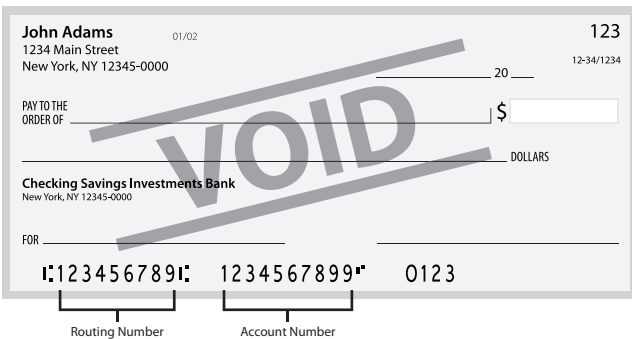 John Adams 01/02 123
1234 Main Street
New York, NY 12345-0000 12-34/1234
20
PAY TO THE
ORDER OF $
VOID
DOLLARS
Checking Savings Investments Bank
New York, NY 12345-0000
FOR
⑆123456789⑆ 1234567899⑈ 0123
Routing Number Account Number